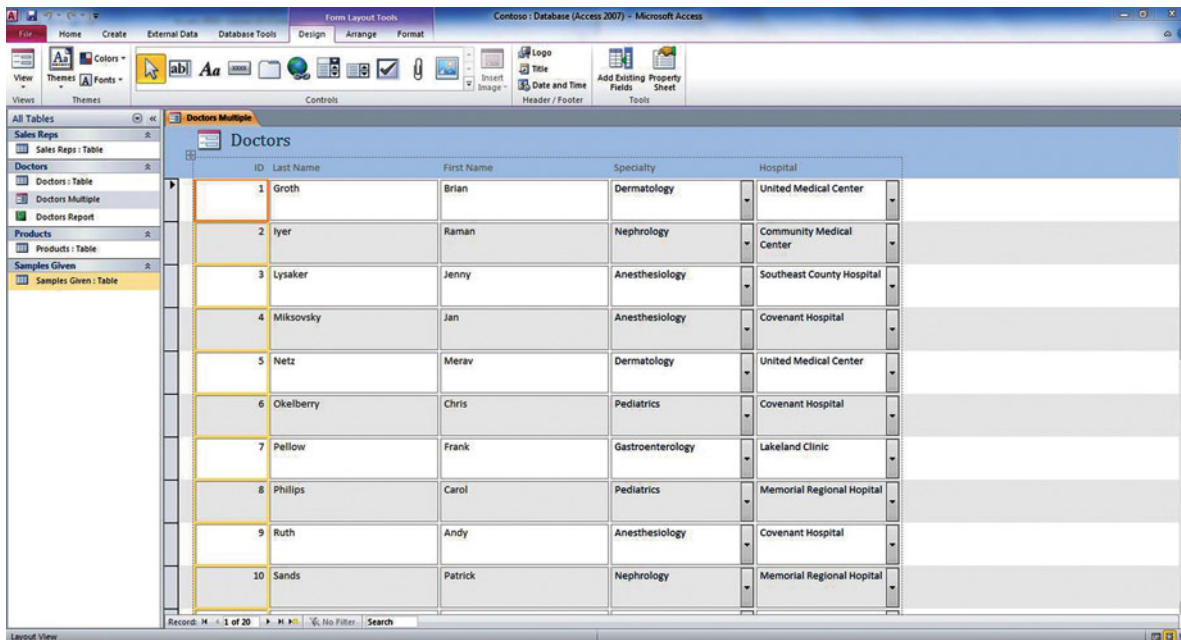 Form Layout Tools
Contoso : Database (Access 2007) - Microsoft Access
File Home Create External Data Database Tools Design Arrange Format
View
Views
Themes
Colors
A Fonts
Themes
Aa
ab| Aa
Controls
Insert Image
Logo
Title
Date and Time
Header / Footer
Add Existing Fields
Property Sheet
Tools
All Tables
Sales Reps
Sales Reps : Table
Doctors
Doctors : Table
Doctors Multiple
Doctors Report
Products
Products : Table
Samples Given
Samples Given : Table
Doctors Multiple
Doctors
ID Last Name First Name Specialty Hospital
1 Groth Brian Dermatology United Medical Center
2 Iyer Raman Nephrology Community Medical Center
3 Lysaker Jenny Anesthesiology Southeast County Hospital
4 Miksovsky Jan Anesthesiology Covenant Hospital
5 Netz Merav Dermatology United Medical Center
6 Okelberry Chris Pediatrics Covenant Hospital
7 Pellow Frank Gastroenterology Lakeland Clinic
8 Philips Carol Pediatrics Memorial Regional Hopital
9 Ruth Andy Anesthesiology Covenant Hospital
10 Sands Patrick Nephrology Memorial Regional Hopital
Record: 1 of 20 No Filter Search
Layout View